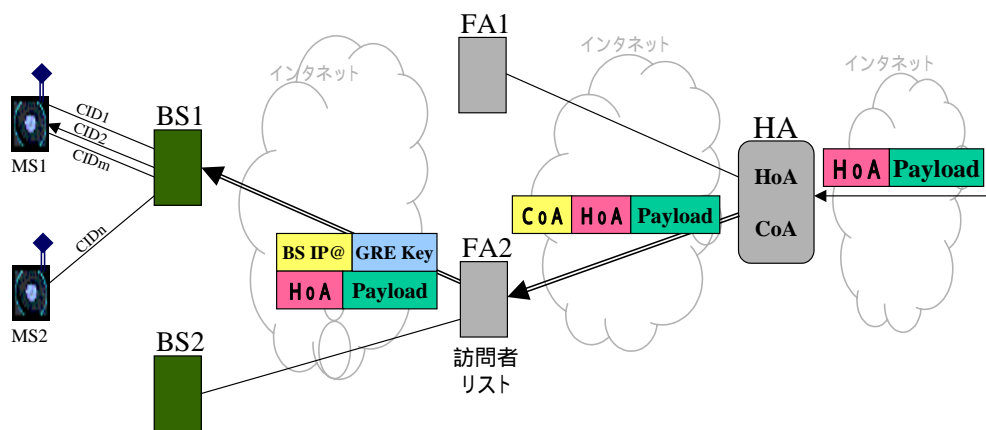 FA1
インタネット
インタネット
インタネット
HA
BS1
CID1
CID2
CIDm
MS1
HoA
CoA
HoA Payload
CoA HoA Payload
CIDn
BS IP@ GRE Key
HoA Payload
FA2
MS2
BS2
訪問者
リスト